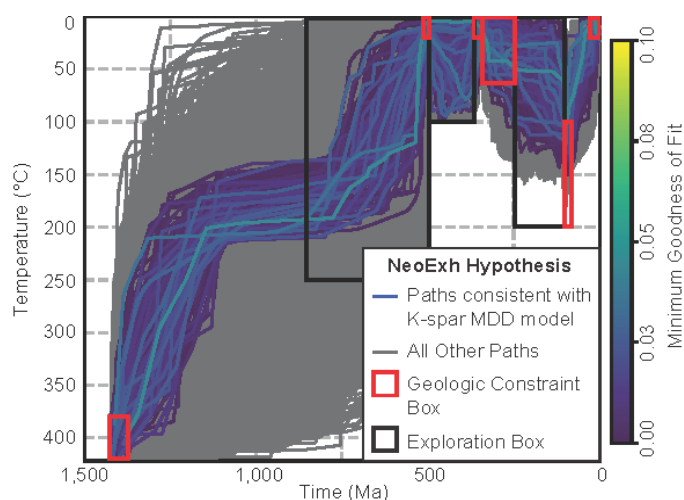 0
50
100
150
200
250
300
350
400
Temperature (°C)
1,500
1,000
500
0
Time (Ma)
NeoExh Hypothesis
Paths consistent with
K-spar MDD model
All Other Paths
Geologic Constraint
Box
Exploration Box
0.10
0.08
0.05
0.03
0.00
Minimum Goodness of Fit